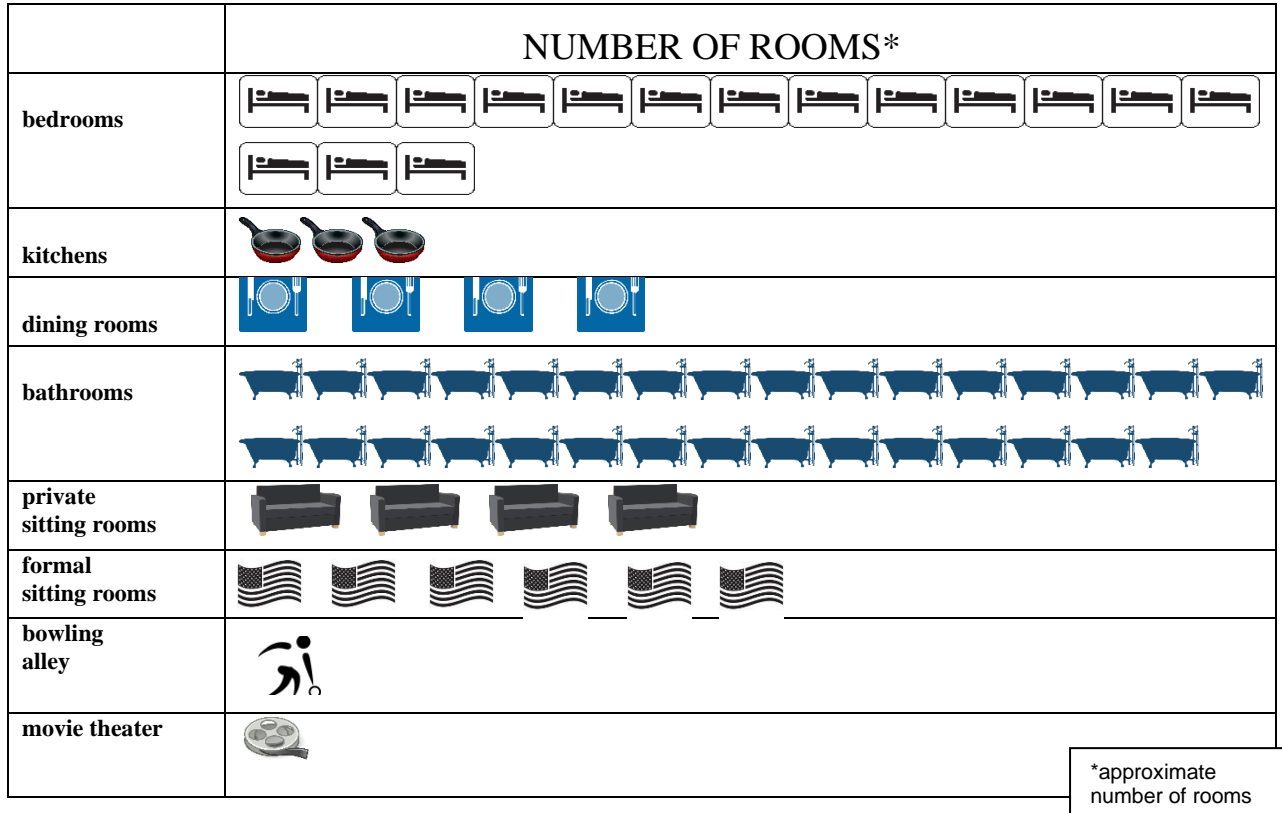 NUMBER OF ROOMS*
bedrooms
kitchens
dining rooms
bathrooms
private
sitting rooms
formal
sitting rooms
bowling
alley
movie theater
*approximate
number of rooms